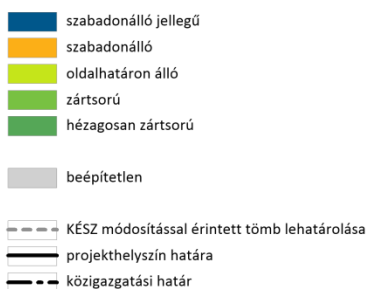 szabadonálló jellegű
szabadonálló
oldalhatáron álló
zártsorú
hézagosan zártsorú
beépítetlen
KÉSZ módosítással érintett tömb lehatárolása
projekthelyszín határa
közigazgatási határ